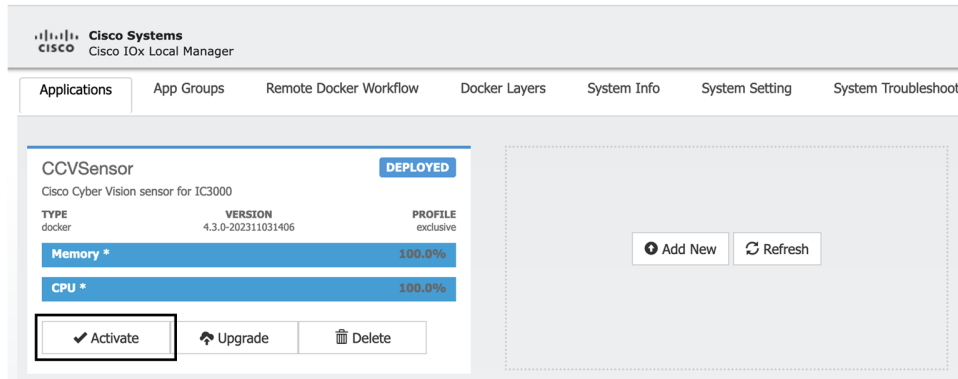 Cisco Systems
CISCO Cisco IOx Local Manager
Applications App Groups Remote Docker Workflow Docker Layers System Info System Setting System Troubleshoot
CCVSensor DEPLOYED
Cisco Cyber Vision sensor for IC3000
TYPE VERSION PROFILE
docker 4.3.0-202311031406 exclusive
Memory * 100.0%
CPU * 100.0%
Add New Refresh
Activate Upgrade Delete